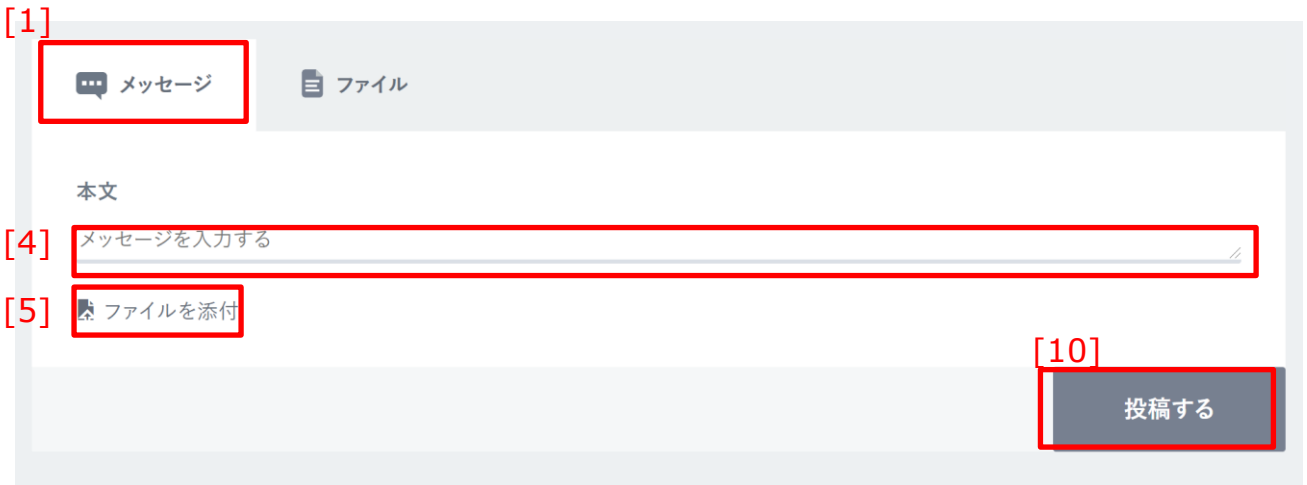 [1]
メッセージ ファイル
本文
[4] メッセージを入力する
[5] ファイルを添付
[10]
投稿する